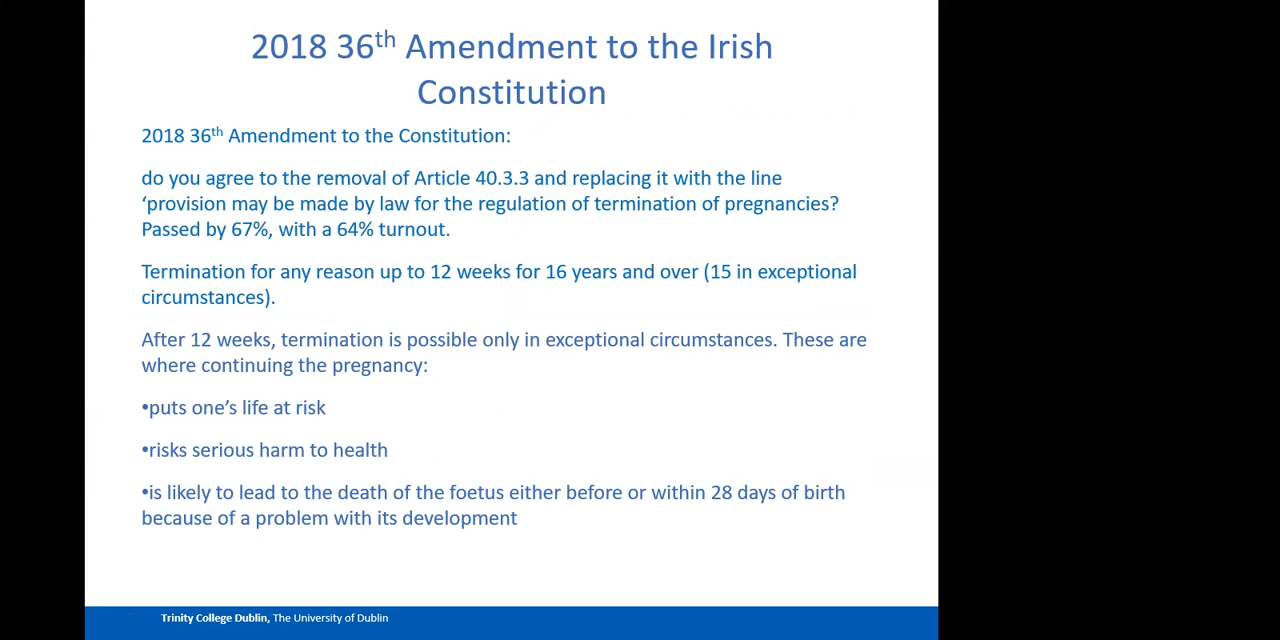 2018 36th Amendment to the Irish
Constitution
2018 36th Amendment to the Constitution:
do you agree to the removal of Article 40.3.3 and replacing it with the line
‘provision may be made by law for the regulation of termination of pregnancies?
Passed by 67%, with a 64% turnout.
Termination for any reason up to 12 weeks for 16 years and over (15 in exceptional
circumstances).
After 12 weeks, termination is possible only in exceptional circumstances. These are
where continuing the pregnancy:
•puts one’s life at risk
•risks serious harm to health
•is likely to lead to the death of the foetus either before or within 28 days of birth
because of a problem with its development
Trinity College Dublin, The University of Dublin